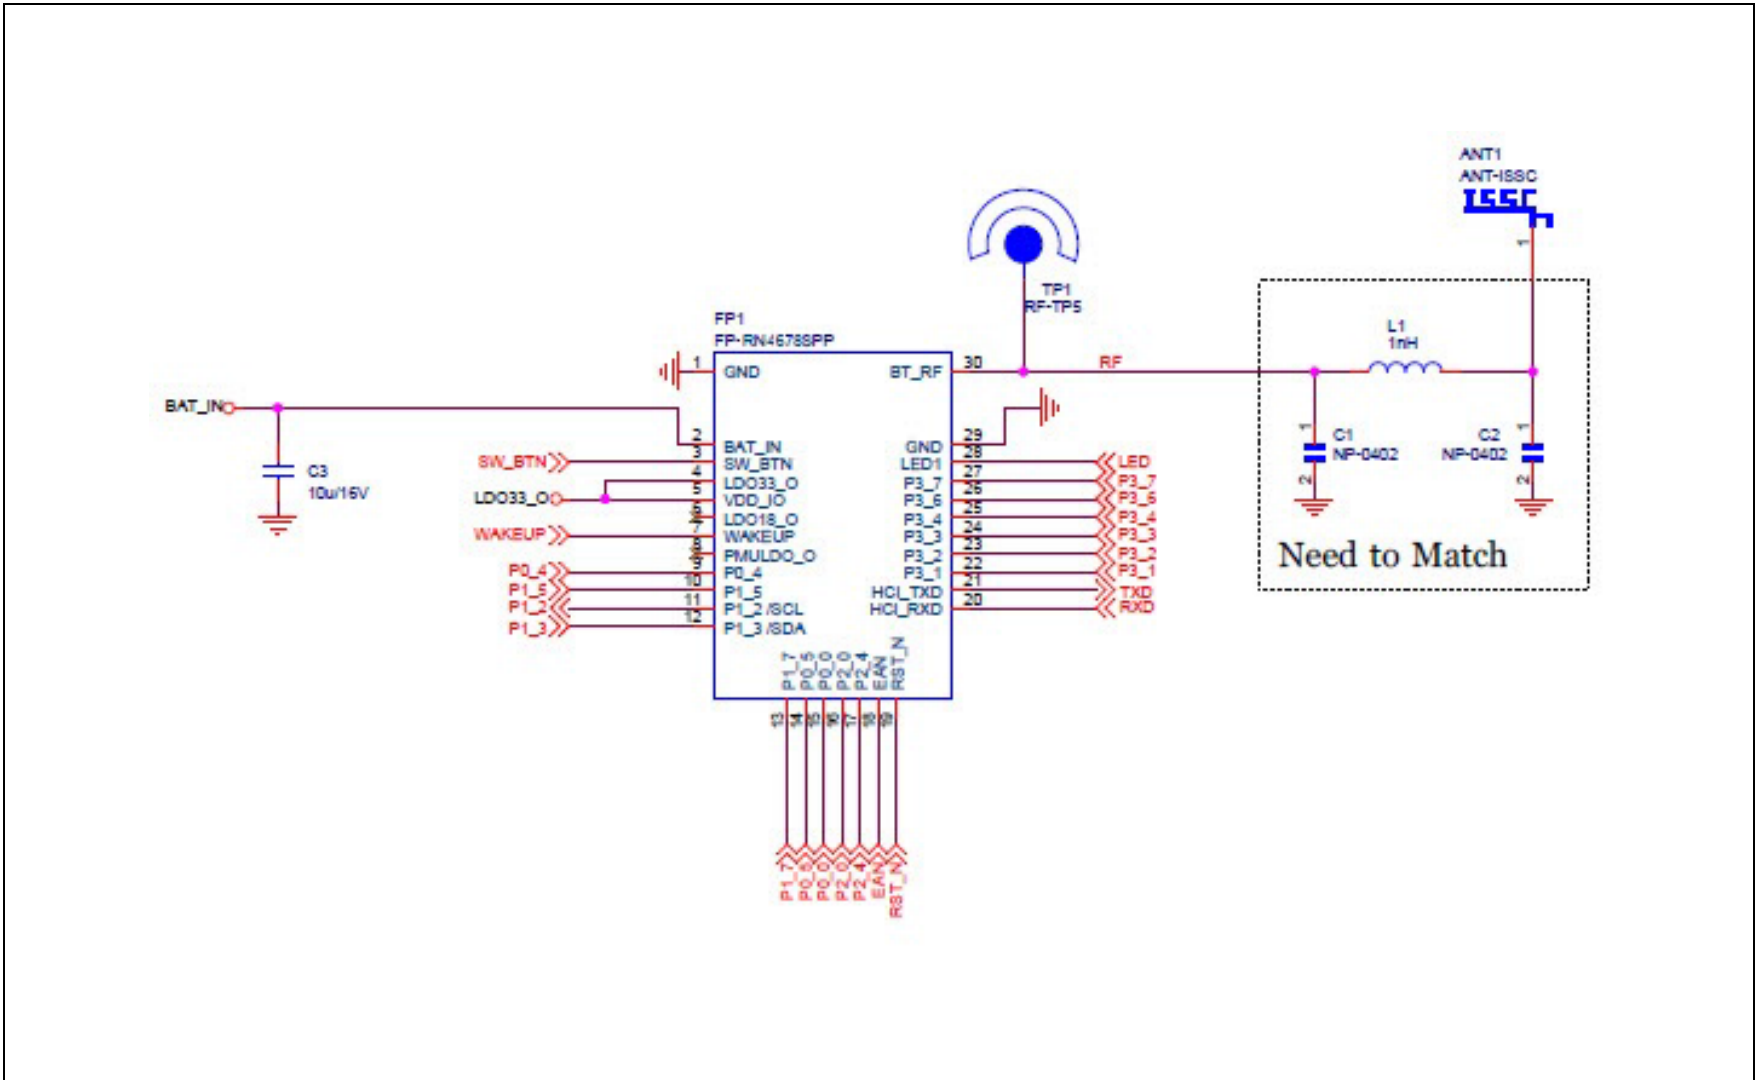 ANT1
ANT-ISSC
ISSC
1
TP1
RF-TP5
FP1
FP-RN4678SPP
L1
1nH
1
GND
BT_RF
30
RF
BAT_IN
2
BAT_IN
GND
29
SW_BTN
3
SW_BTN
LED1
28
LED
4
LDO33_O
P3_7
27
P3_7
LDO33_O
5
VDD_IO
P3_6
26
P3_6
LDO18_O
P3_4
25
P3_4
WAKEUP
7
WAKEUP
P3_3
24
P3_3
PMULDO_O
P3_2
23
P3_2
P0_4
9
P0_4
P3_1
22
P3_1
P1_5
10
P1_5
HCI_TXD
21
TXD
P1_2
11
P1_2/SCL
HCI_RXD
20
RXD
P1_3
12
P1_3/SDA
C3
10u/16V
1
C1
NP-0402
2
1
C2
NP-0402
2
Need to Match
P1_7
P0_5
P0_0
P2_0
P2_4
EAN
RST_N
13
14
15
16
17
18
19
P1_7
P0_5
P0_0
P2_0
P2_4
EAN
RST_N